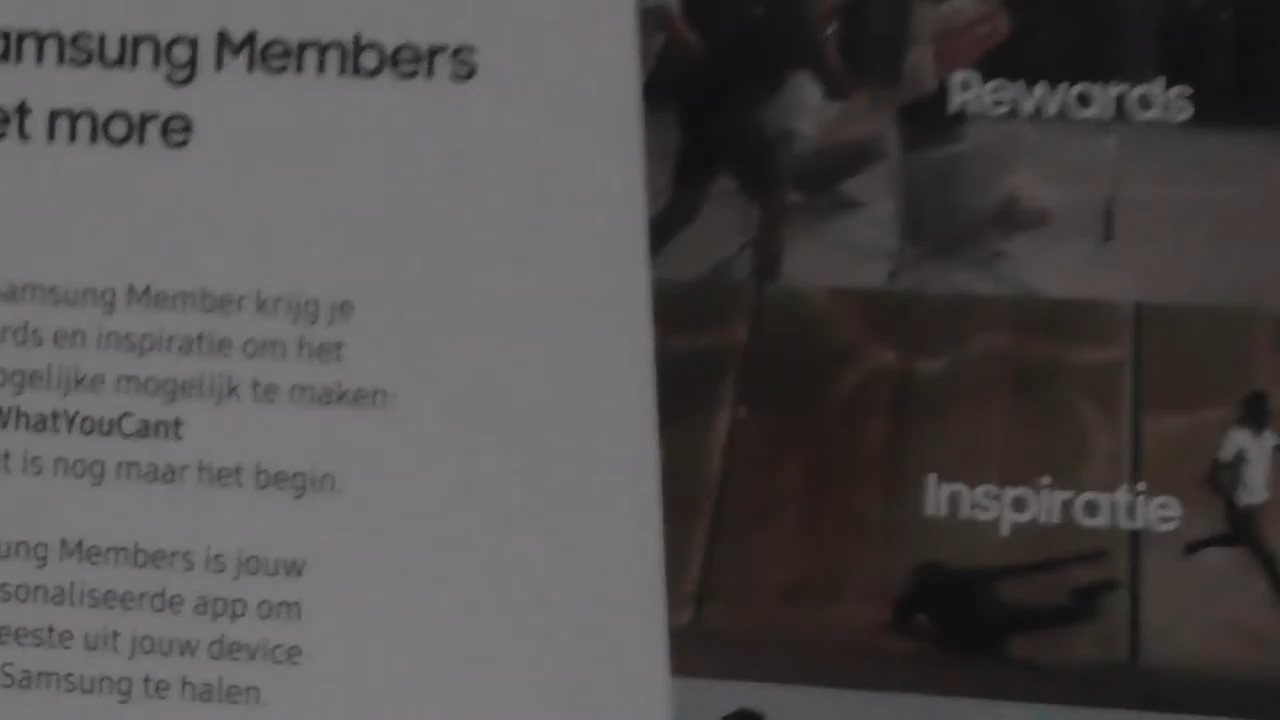 amsung Members
et more
amsung Member krijg je
rds en inspiratie om het
ogelijke mogelijk te maken:
WhatYouCant
t is nog maar het begin.
ung Members is jouw
sonaliseerde app om
eeste uit jouw device
Samsung te halen.
Rewards
Inspiratie